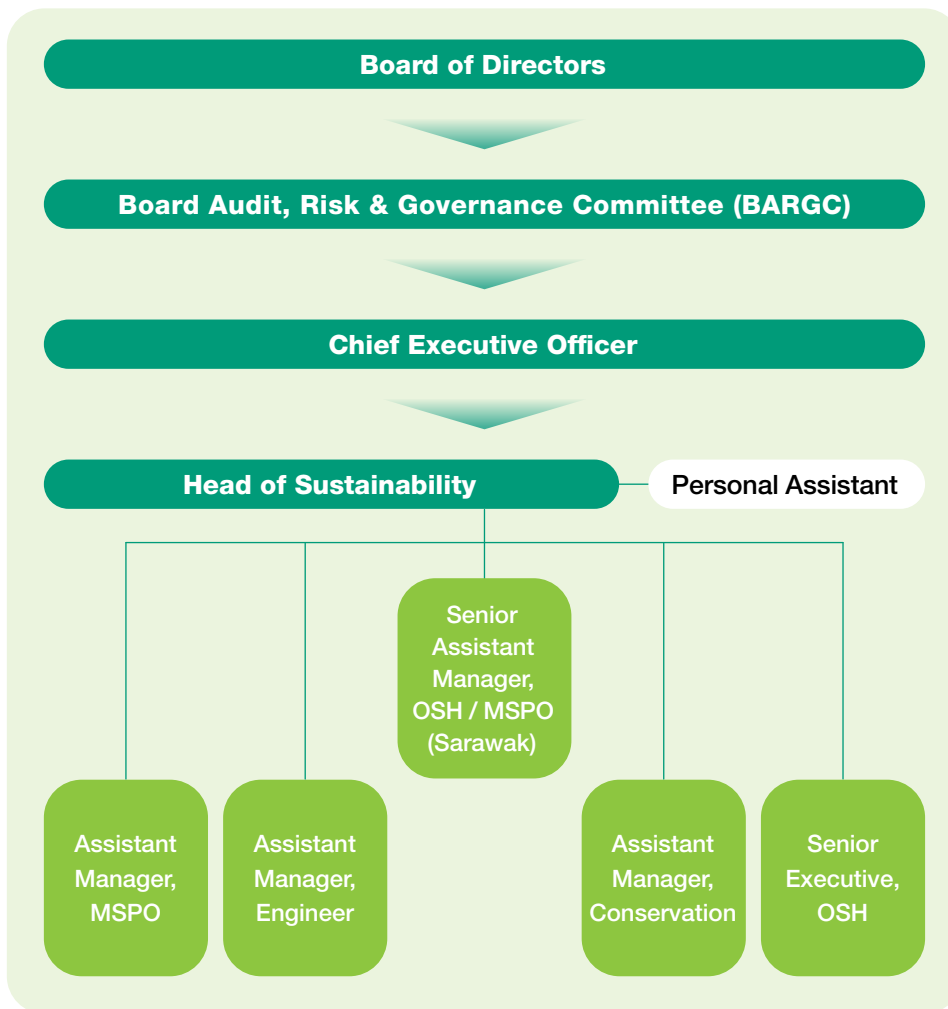 Board of Directors
Board Audit, Risk & Governance Committee (BARGC)
Chief Executive Officer
Head of Sustainability
Personal Assistant
Senior
Assistant
Manager,
OSH / MSPO
(Sarawak)
Assistant
Manager,
MSPO
Assistant
Manager,
Engineer
Assistant
Manager,
Conservation
Senior
Executive,
OSH